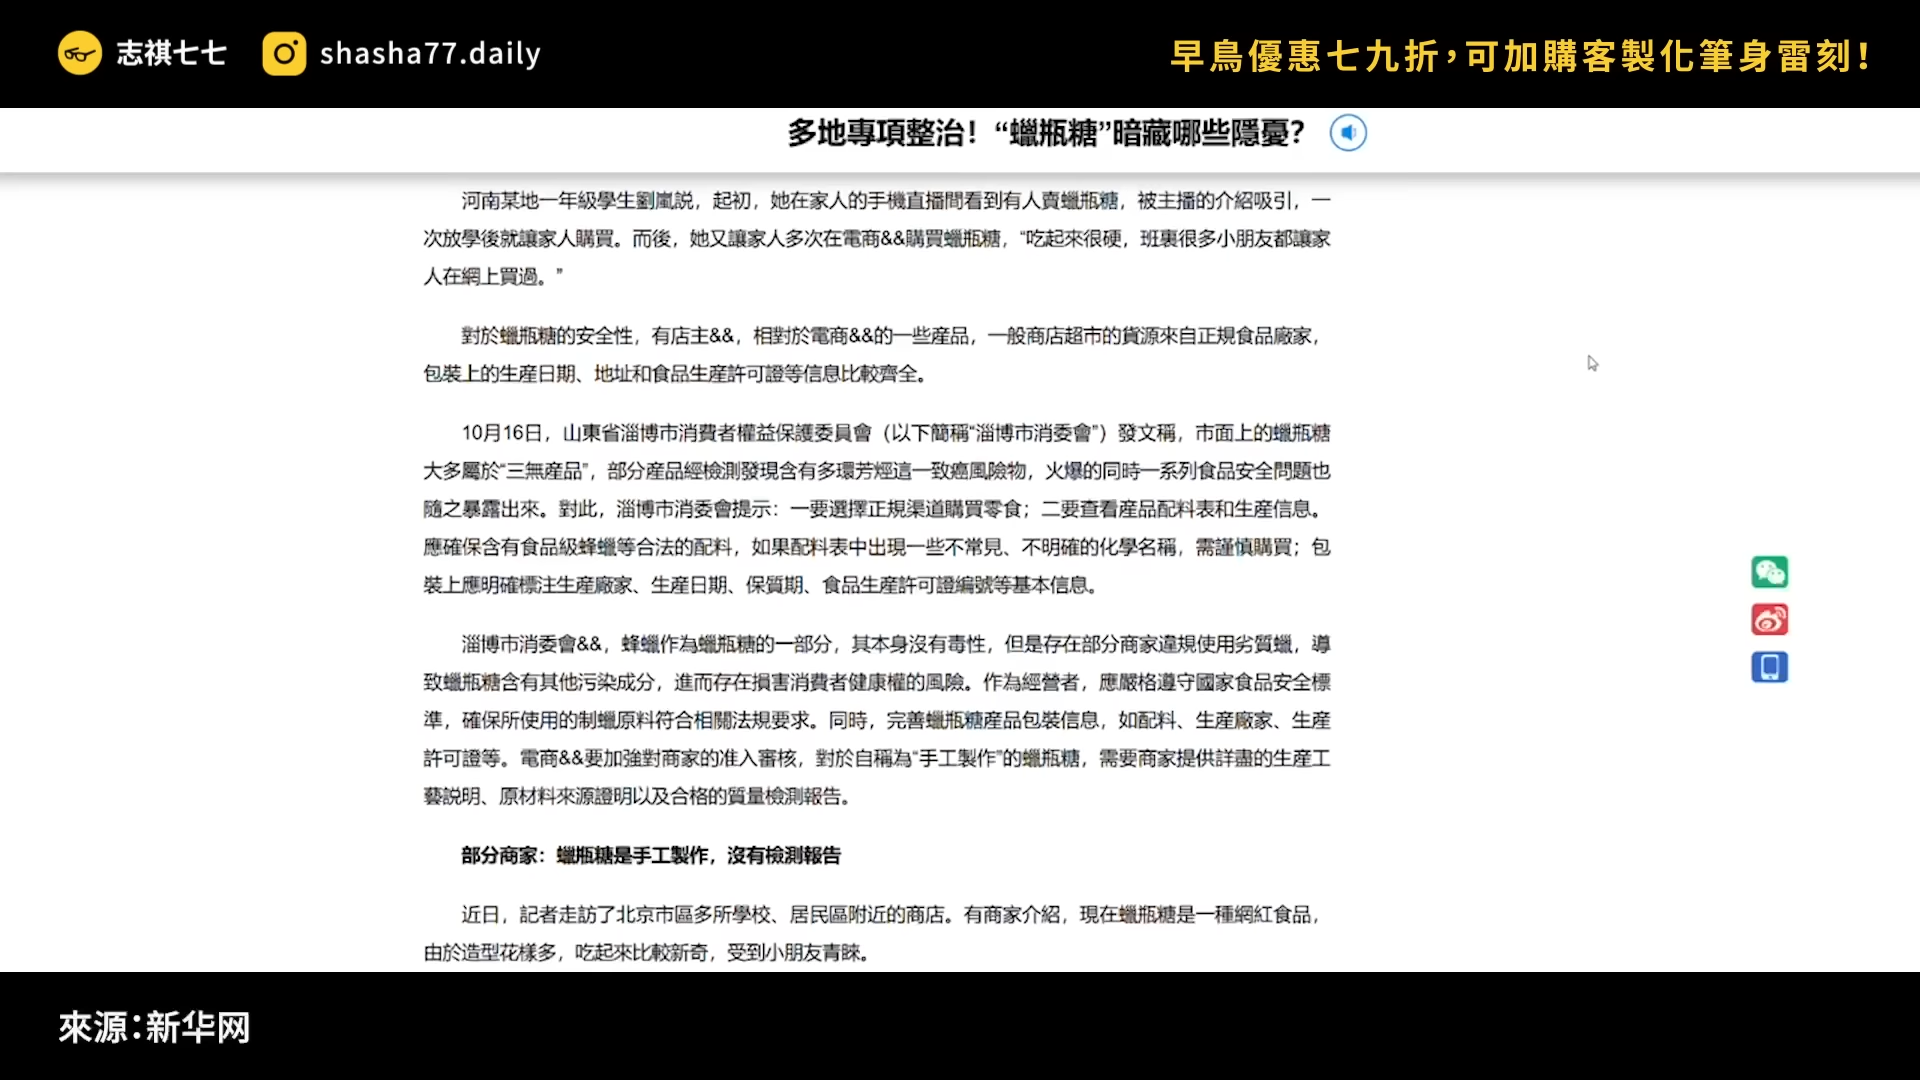 志祺七七
shasha77.daily
早鳥優惠七九折，可加購客製化筆身雷刻！
多地專項整治！“蠟瓶糖”暗藏哪些隱憂？
河南某地一年級學生劉嵐説，起初，她在家人的手機直播間看到有人賣蠟瓶糖，被主播的介紹吸引，一
次放學後就讓家人購買。而後，她又讓家人多次在電商&&購買蠟瓶糖，“吃起來很硬，班裏很多小朋友都讓家
人在網上買過。”
對於蠟瓶糖的安全性，有店主&&，相對於電商&&的一些産品，一般商店超市的貨源來自正規食品廠家，
包裝上的生産日期、地址和食品生産許可證等信息比較齊全。
10月16日，山東省淄博市消費者權益保護委員會（以下簡稱“淄博市消委會”）發文稱，市面上的蠟瓶糖
大多屬於“三無産品”，部分産品經檢測發現含有多環芳烴這一致癌風險物，火爆的同時一系列食品安全問題也
隨之暴露出來。對此，淄博市消委會提示：一要選擇正規渠道購買零食；二要查看産品配料表和生産信息。
應確保含有食品級蜂蠟等合法的配料，如果配料表中出現一些不常見、不明確的化學名稱，需謹慎購買；包
裝上應明確標注生産廠家、生産日期、保質期、食品生産許可證編號等基本信息。
淄博市消委會&&，蜂蠟作為蠟瓶糖的一部分，其本身沒有毒性，但是存在部分商家違規使用劣質蠟，導
致蠟瓶糖含有其他污染成分，進而存在損害消費者健康權的風險。作為經營者，應嚴格遵守國家食品安全標
準，確保所使用的制蠟原料符合相關法規要求。同時，完善蠟瓶糖産品包裝信息，如配料、生産廠家、生産
許可證等。電商&&要加強對商家的准入審核，對於自稱為“手工製作”的蠟瓶糖，需要商家提供詳盡的生産工
藝説明、原材料來源證明以及合格的質量檢測報告。
部分商家：蠟瓶糖是手工製作，沒有檢測報告
近日，記者走訪了北京市區多所學校、居民區附近的商店。有商家介紹，現在蠟瓶糖是一種網紅食品，
由於造型花樣多，吃起來比較新奇，受到小朋友青睞。
來源：新华网